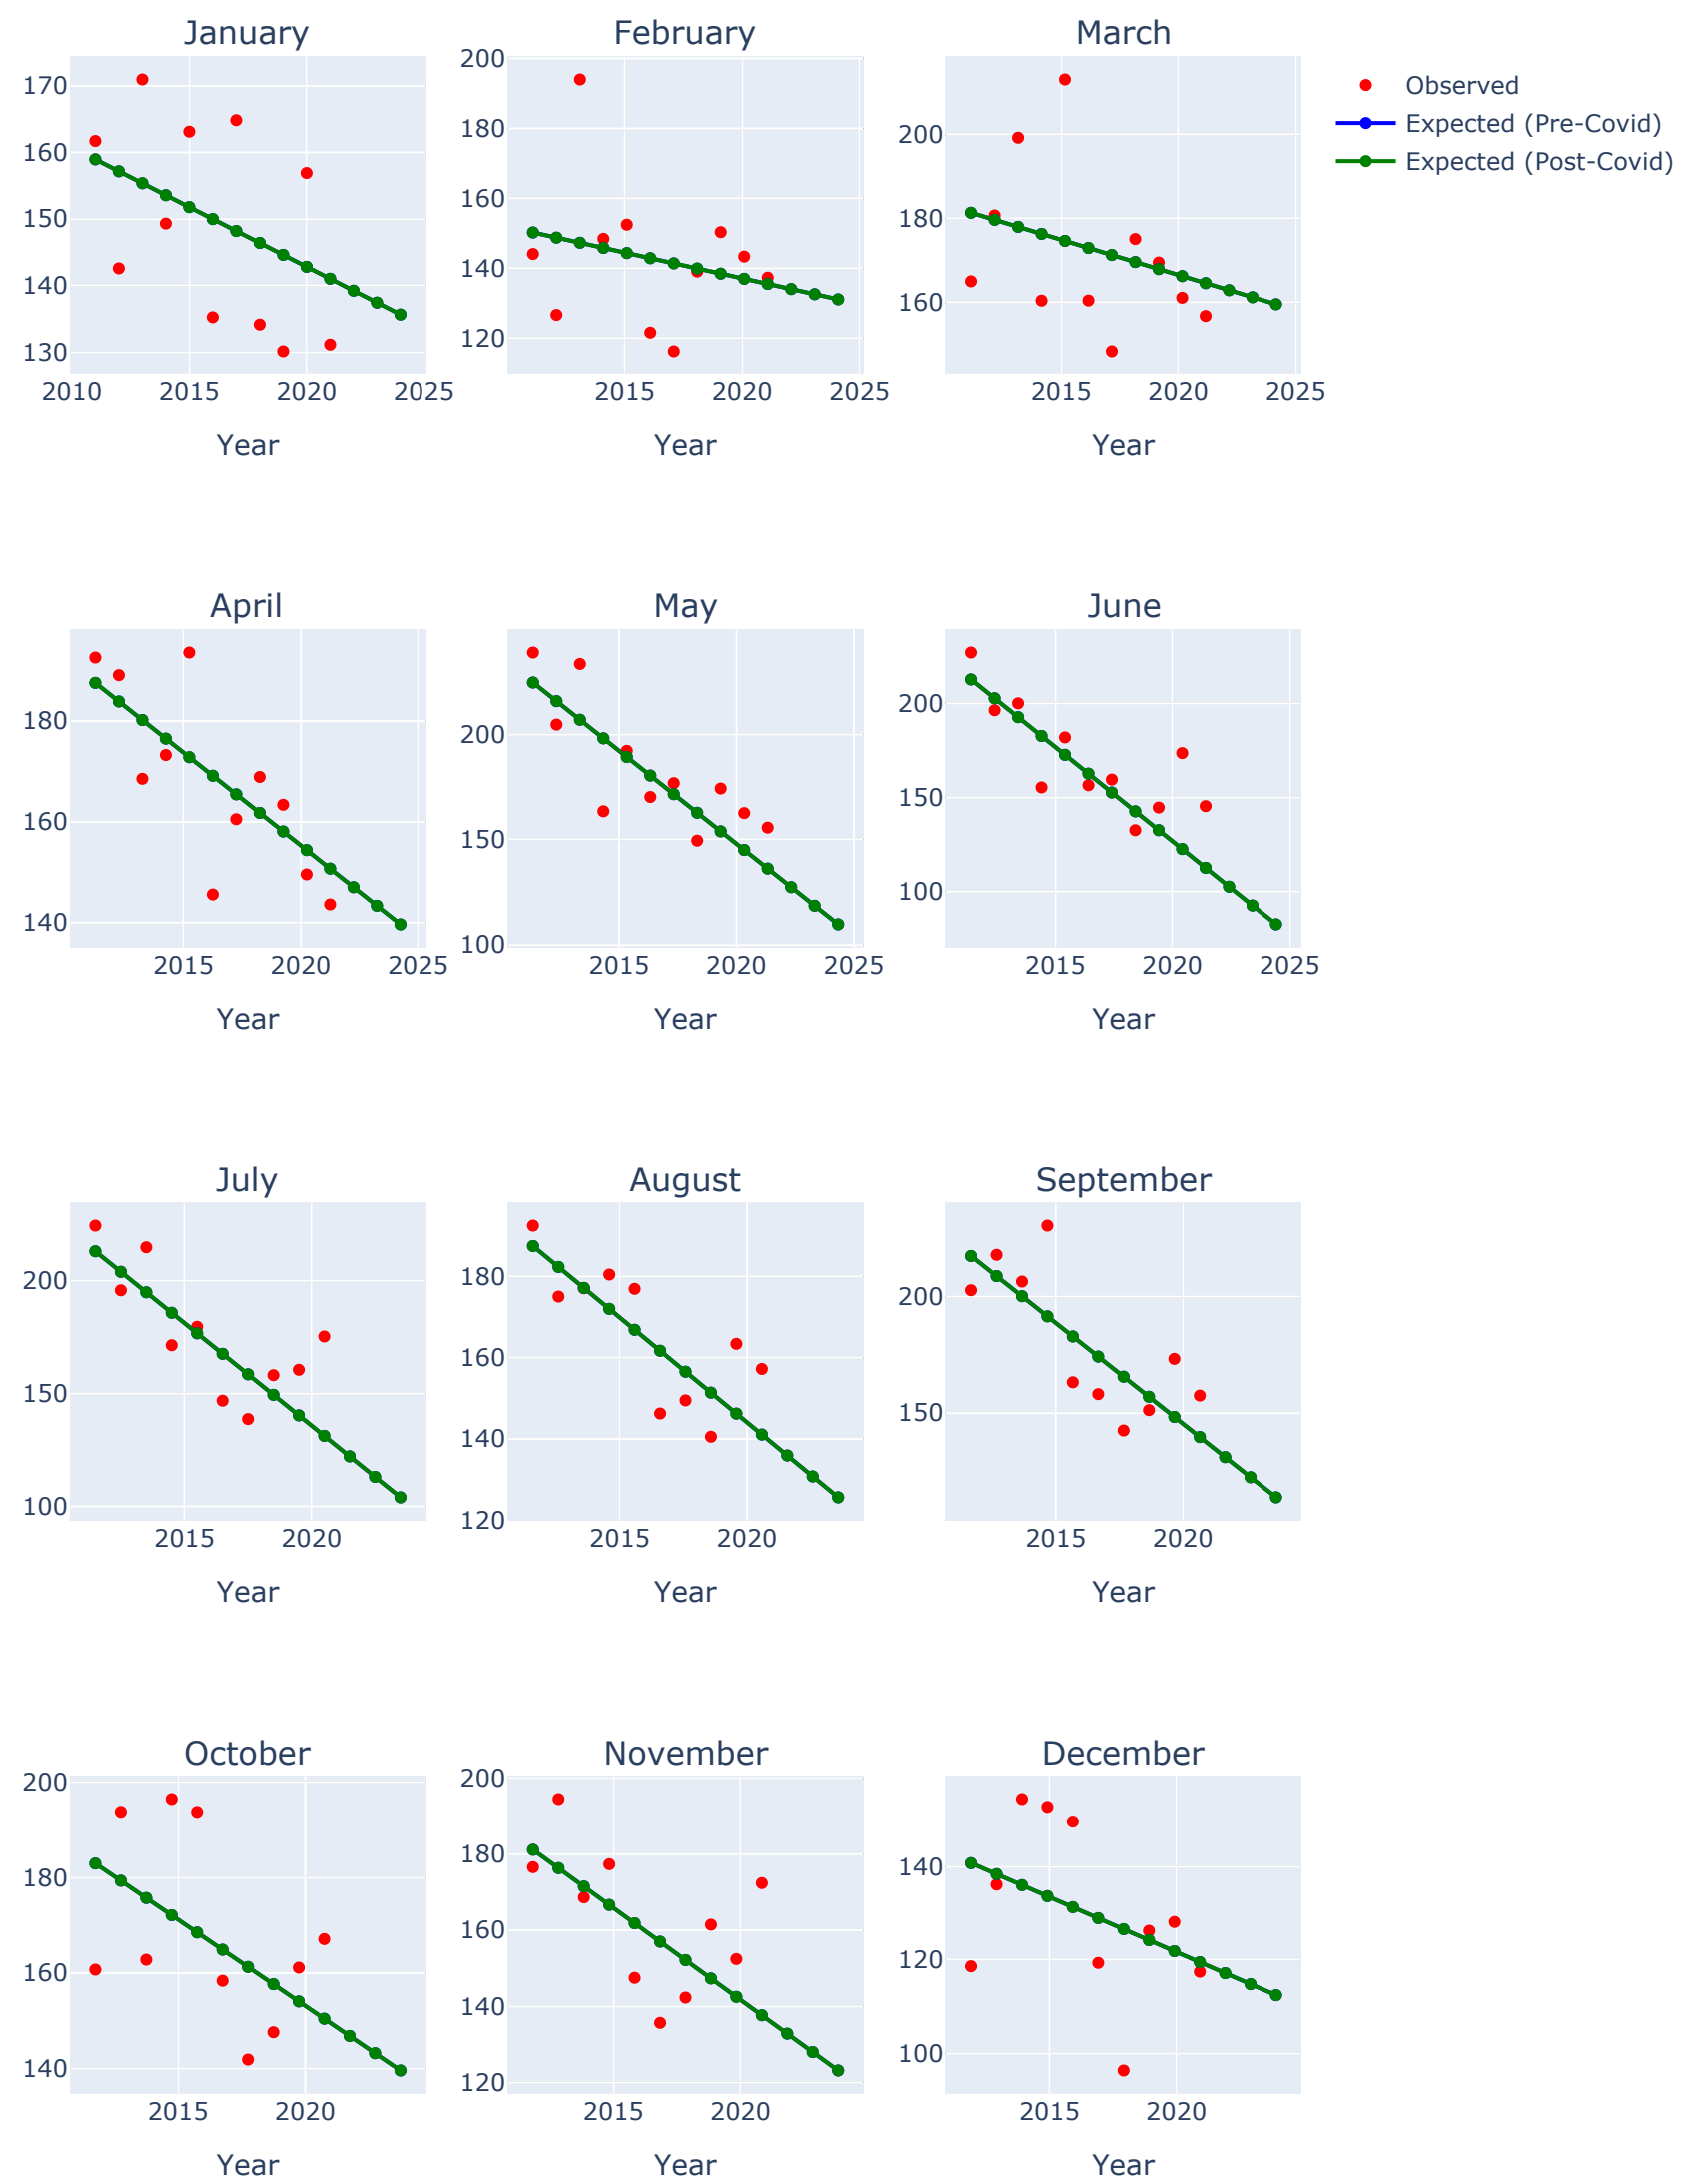 January February March
170
160
150
140
130
2010 2015 2020 2025
Year
200
180
160
140
120
2015 2020 2025
Year
200
180
160
2015 2020 2025
Year
Observed
Expected (Pre-Covid)
Expected (Post-Covid)
April May June
180
160
140
2015 2020 2025
Year
200
150
100
2015 2020 2025
Year
200
150
100
2015 2020 2025
Year
July August September
200
150
100
2015 2020
Year
180
160
140
120
2015 2020
Year
200
150
2015 2020
Year
October November December
200
180
160
140
2015 2020
Year
200
180
160
140
120
2015 2020
Year
140
120
100
2015 2020
Year